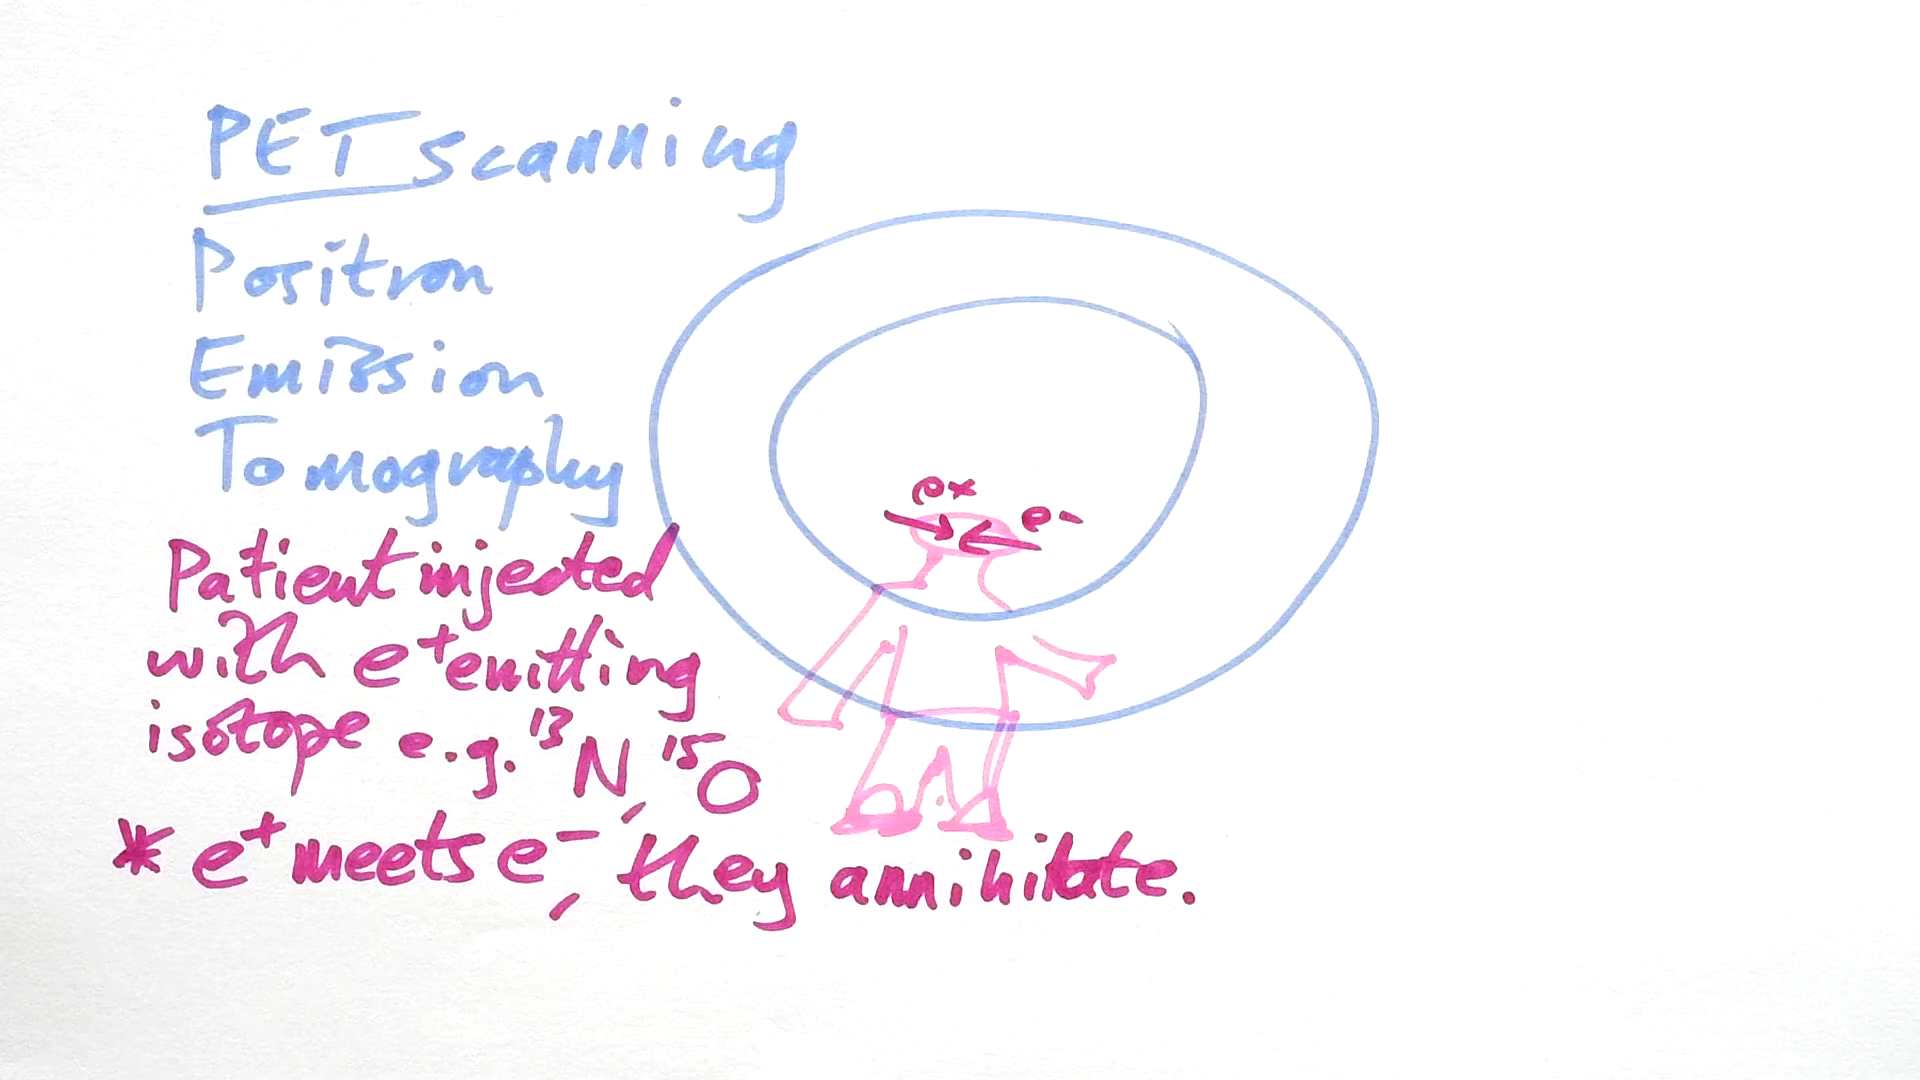 PET scanning
Positron
Emission
Tomography
e+
e-
Patient injected
with e+ emitting
isotope e.g. 13N, 15O
* e+ meets e-, they annihilate.